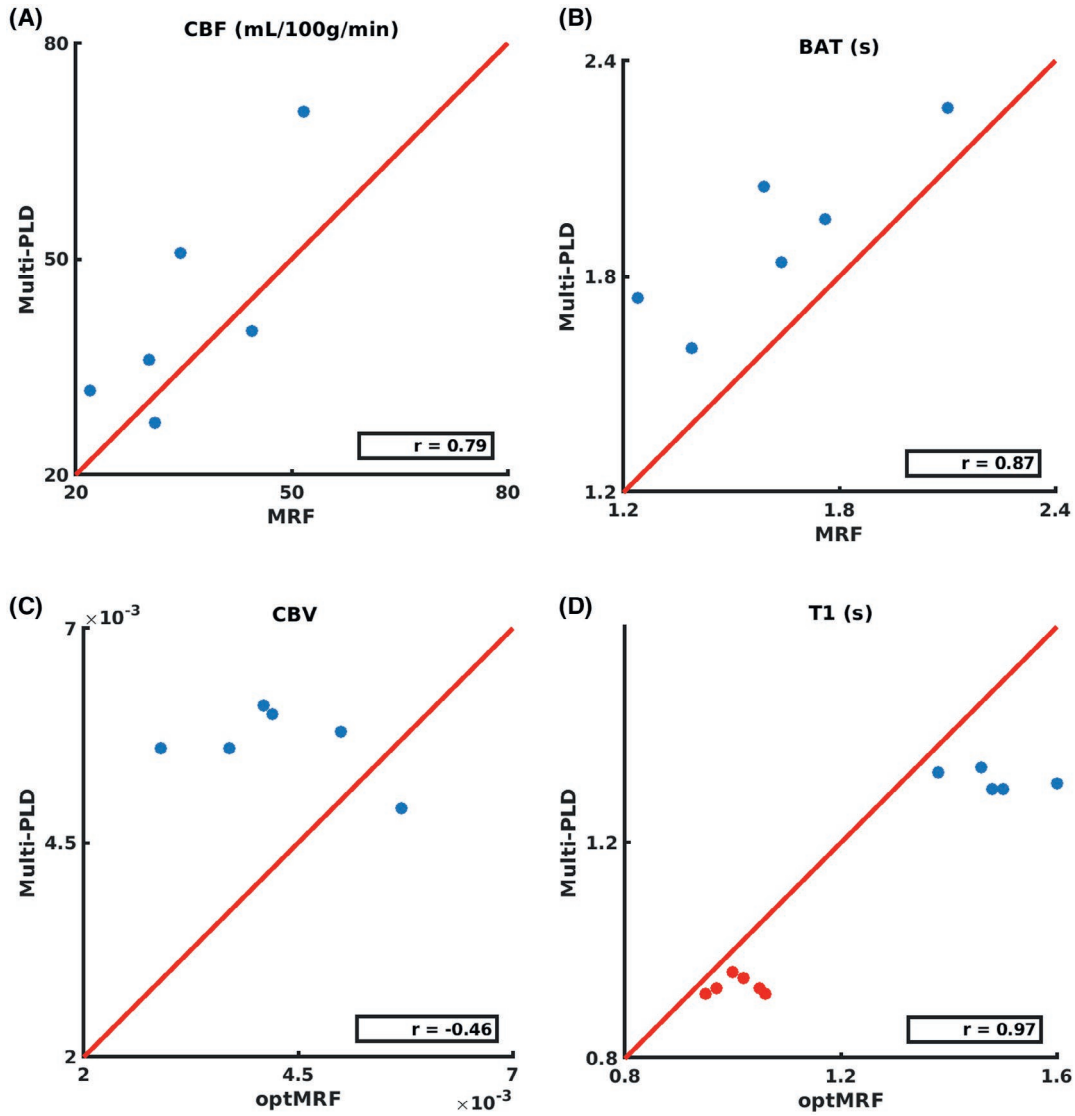 (A)
CBF (mL/100g/min)
80
50
20
Multi-PLD
r = 0.79
20 50 80
MRF
(B)
BAT (s)
2.4
1.8
1.2
Multi-PLD
r = 0.87
1.2 1.8 2.4
MRF
(C)
×10-3
CBV
7
4.5
2
Multi-PLD
r = -0.46
2 4.5 7
optMRF
×10-3
(D)
T1 (s)
1.2
0.8
Multi-PLD
r = 0.97
0.8 1.2 1.6
optMRF